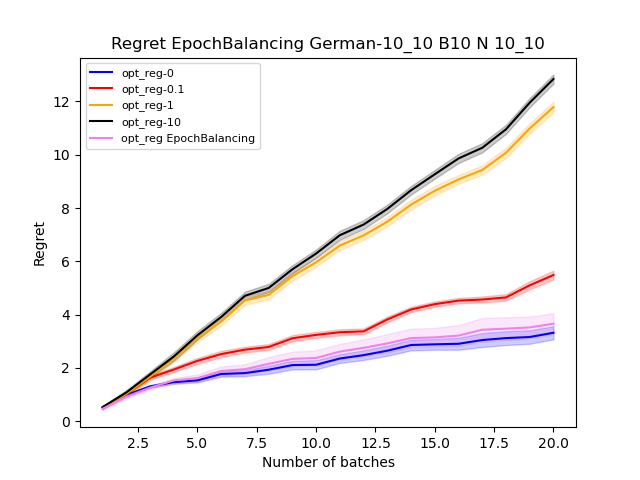 Regret EpochBalancing German-10_10 B10 N 10_10
opt_reg-0
opt_reg-0.1
opt_reg-1
opt_reg-10
opt_reg EpochBalancing
Regret
12
10
8
6
4
2
0
2.5 5.0 7.5 10.0 12.5 15.0 17.5 20.0
Number of batches